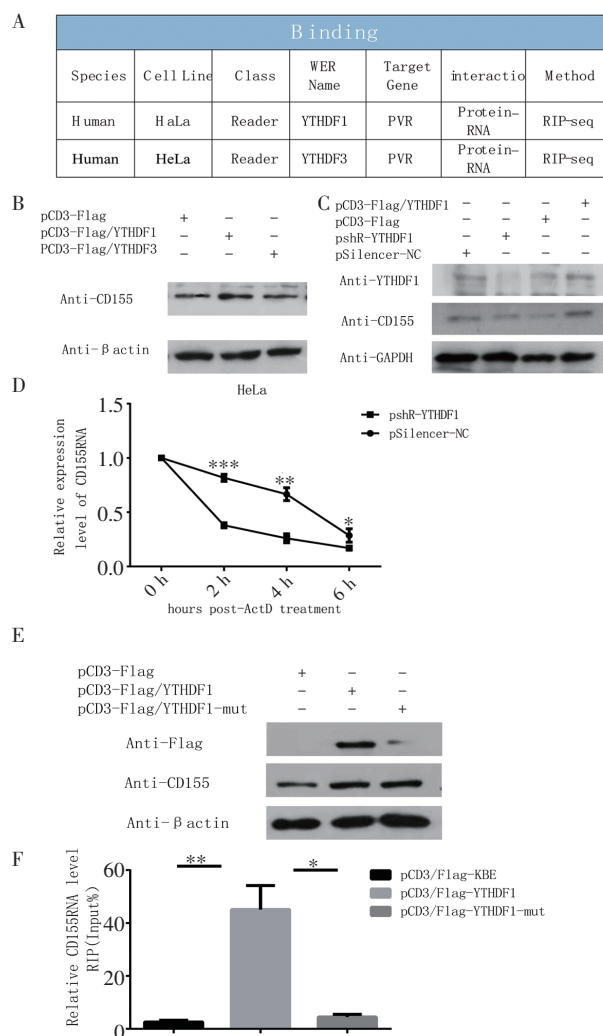 A
Binding
Species Cell Line Class WER Name Target Gene interactio Method
Human HaLa Reader YTHDF1 PVR Protein-RNA RIP-seq
Human HeLa Reader YTHDF3 PVR Protein-RNA RIP-seq
B
pCD3-Flag + - -
pCD3-Flag/YTHDF1 - + -
PCD3-Flag/YTHDF3 - - +
Anti-CD155
Anti-βactin
C
pCD3-Flag/YTHDF1 - - - +
pCD3-Flag - - + -
pshR-YTHDF1 - + - -
pSilencer-NC + - - -
Anti-YTHDF1
Anti-CD155
Anti-GAPDH
D
HeLa
Relative expression
level of CD155RNA
1.5
1.0
0.5
0.0
***
**
*
pshR-YTHDF1
pSilencer-NC
0 h 2 h 4 h 6 h
hours post-ActD treatment
E
pCD3-Flag + - -
pCD3-Flag/YTHDF1 - + -
pCD3-Flag/YTHDF1-mut - - +
Anti-Flag
Anti-CD155
Anti-βactin
F
Relative CD155RNA level
RIP(Input%)
60
40
20
0
**
*
pCD3/Flag-KBE
pCD3/Flag-YTHDF1
pCD3/Flag-YTHDF1-mut